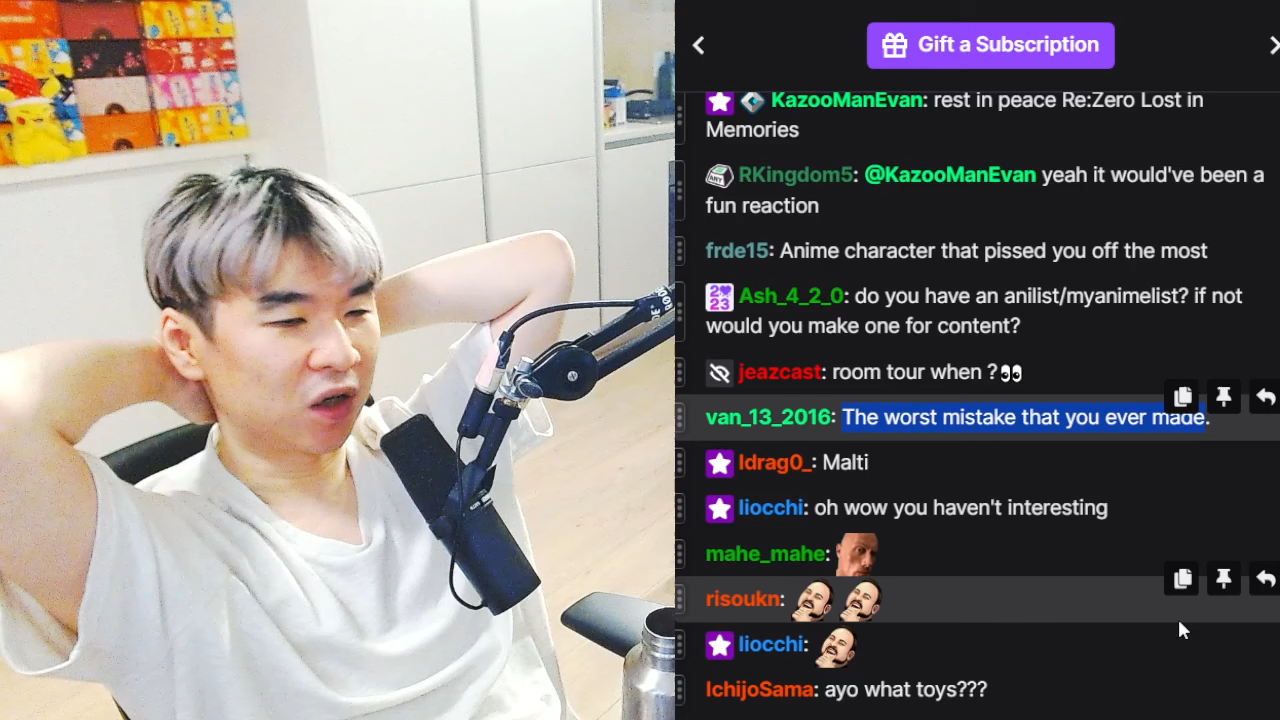 Gift a Subscription
KazooManEvan: rest in peace Re:Zero Lost in
Memories
RKingdom5: @KazooManEvan yeah it would've been a
fun reaction
frde15: Anime character that pissed you off the most
Ash_4_2_0: do you have an anilist/myanimelist? if not
would you make one for content?
jeazcast: room tour when ?👀
van_13_2016: The worst mistake that you ever made.
ldrag0_: Malti
liocchi: oh wow you haven't interesting
mahe_mahe:
risoukn:
liocchi:
IchijoSama: ayo what toys???
RODE